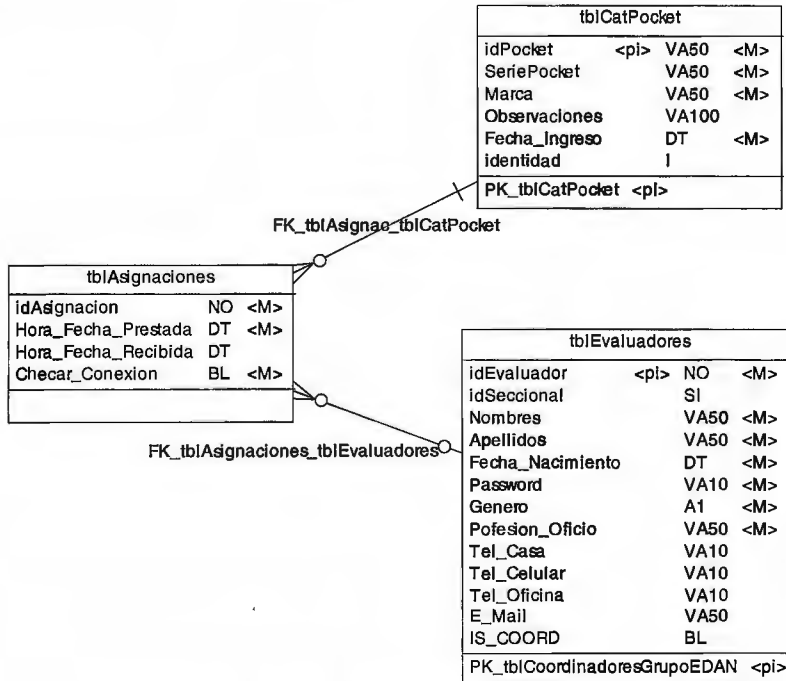 tblCatPocket
idPocket <pi> VA50 <M>
SeriePocket VA50 <M>
Marca VA50 <M>
Observaciones VA100
Fecha_Ingreso DT <M>
identidad I
PK_tblCatPocket <pi>
FK_tblAsignac_tblCatPocket
tblAsignaciones
idAsignacion NO <M>
Hora_Fecha_Prestada DT <M>
Hora_Fecha_Recibida DT
Checar_Conexion BL <M>
FK_tblAsignaciones_tblEvaluadores
tblEvaluadores
idEvaluador <pi> NO <M>
idSeccional SI
Nombres VA50 <M>
Apellidos VA50 <M>
Fecha_Nacimiento DT <M>
Password VA10 <M>
Genero A1 <M>
Pofesion_Oficio VA50 <M>
Tel_Casa VA10
Tel_Celular VA10
Tel_Oficina VA10
E_Mail VA50
IS_COORD BL
PK_tblCoordinadoresGrupoEDAN <pi>